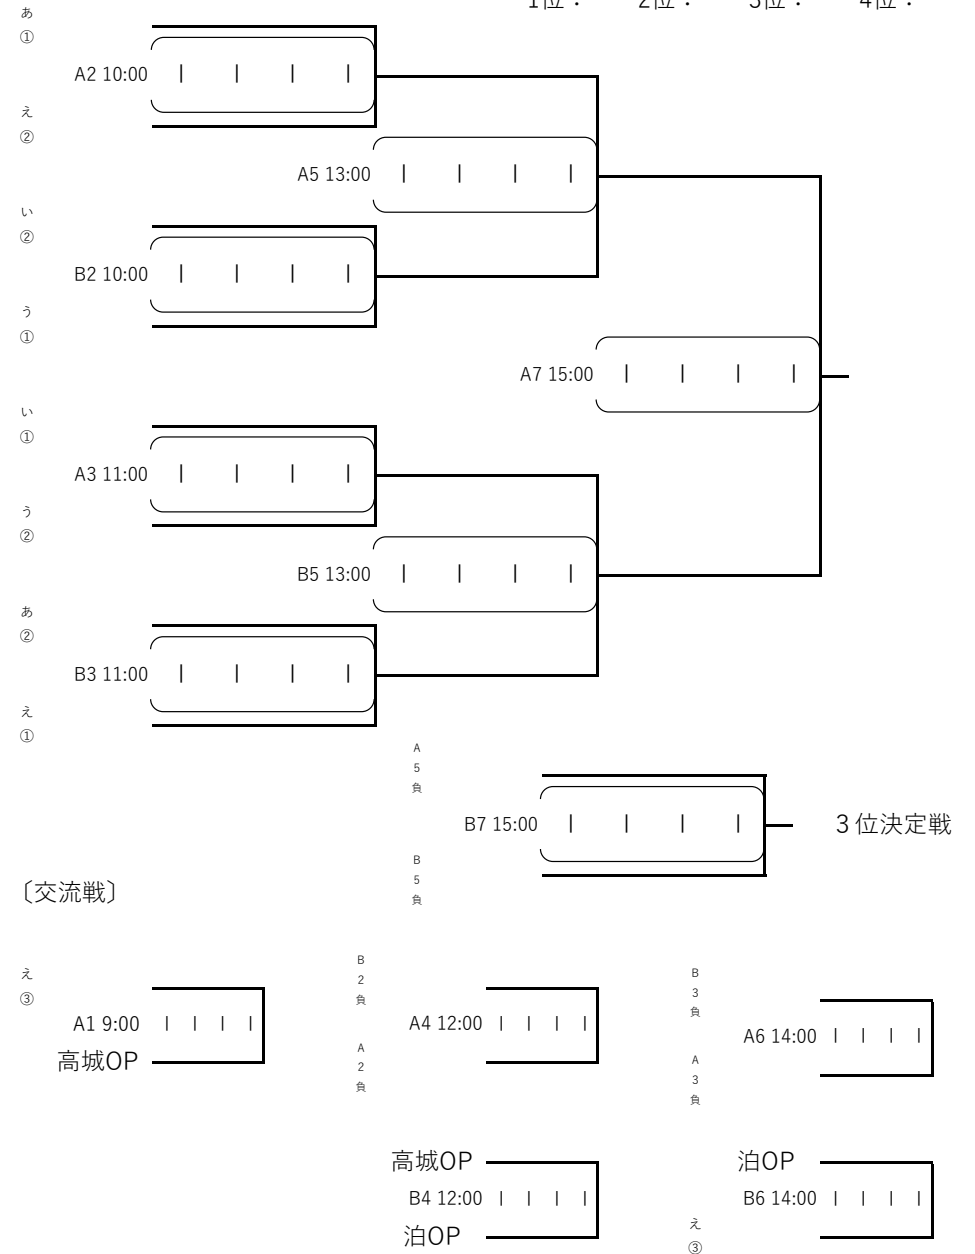 1位： 2位： 3位： 4位：
あ
①
A2 10:00
え
②
A5 13:00
い
②
B2 10:00
う
①
A7 15:00
い
①
A3 11:00
う
②
B5 13:00
あ
②
B3 11:00
え
①
A
5
負
B7 15:00
3位決定戦
B
5
負
〔交流戦〕
え
③
A1 9:00
高城OP
B
2
負
A4 12:00
A
2
負
B
3
負
A6 14:00
A
3
負
高城OP
B4 12:00
泊OP
泊OP
B6 14:00
え
③